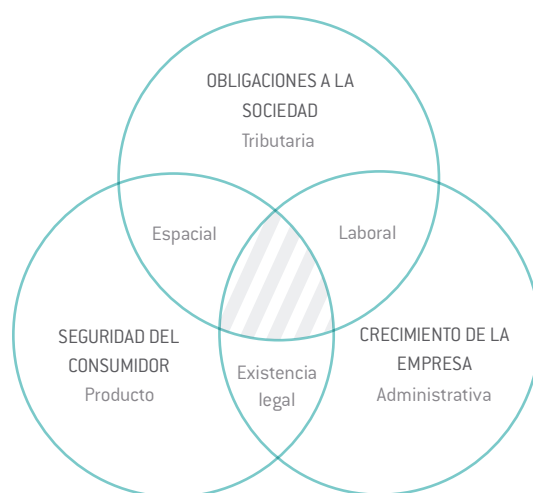 OBLIGACIONES A LA
SOCIEDAD
Tributaria
Espacial
Laboral
SEGURIDAD DEL
CONSUMIDOR
Producto
Existencia
legal
CRECIMIENTO DE LA
EMPRESA
Administrativa